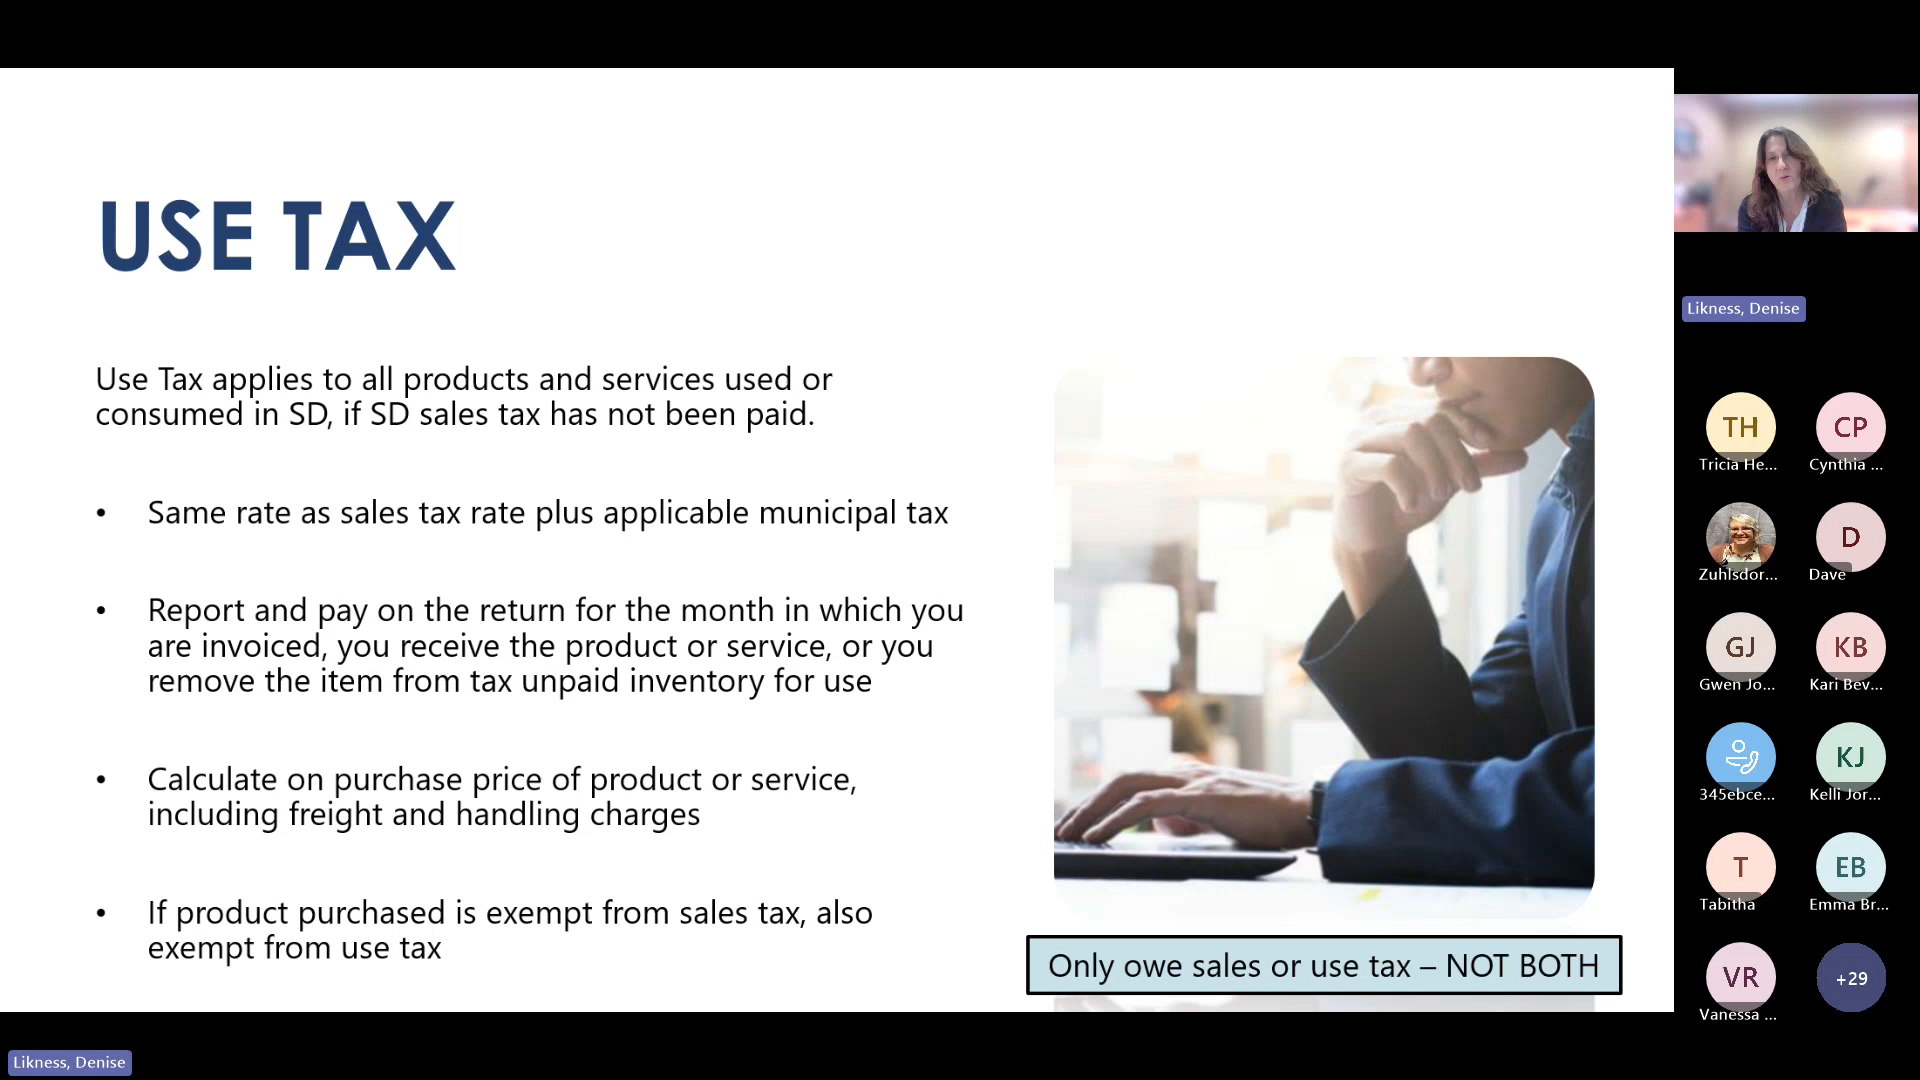 USE TAX
Use Tax applies to all products and services used or
consumed in SD, if SD sales tax has not been paid.
• Same rate as sales tax rate plus applicable municipal tax
• Report and pay on the return for the month in which you
are invoiced, you receive the product or service, or you
remove the item from tax unpaid inventory for use
• Calculate on purchase price of product or service,
including freight and handling charges
• If product purchased is exempt from sales tax, also
exempt from use tax
Only owe sales or use tax – NOT BOTH
Likness, Denise
TH
Tricia He...
CP
Cynthia ...
Zuhlsdor...
D
Dave
GJ
Gwen Jo...
KB
Kari Bev...
345ebce...
KJ
Kelli Jor...
T
Tabitha
EB
Emma Br...
VR
Vanessa ...
+29
Likness, Denise